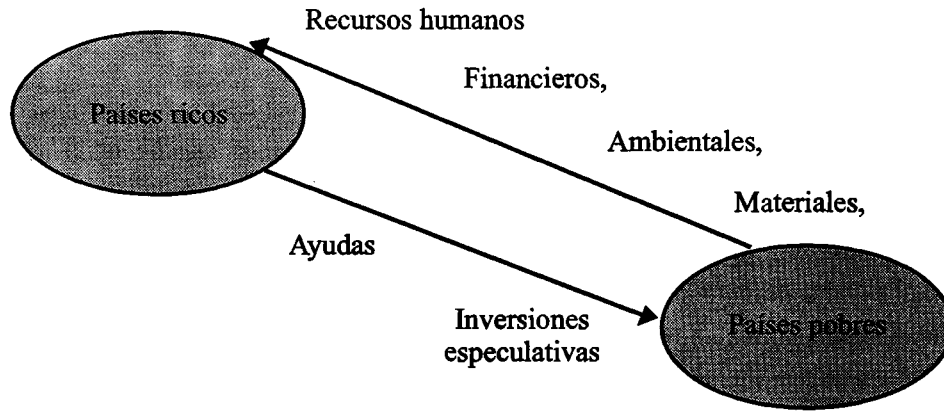 Recursos humanos
Financieros,
Países ricos
Ambientales,
Materiales,
Ayudas
Inversiones
especulativas
Países pobres